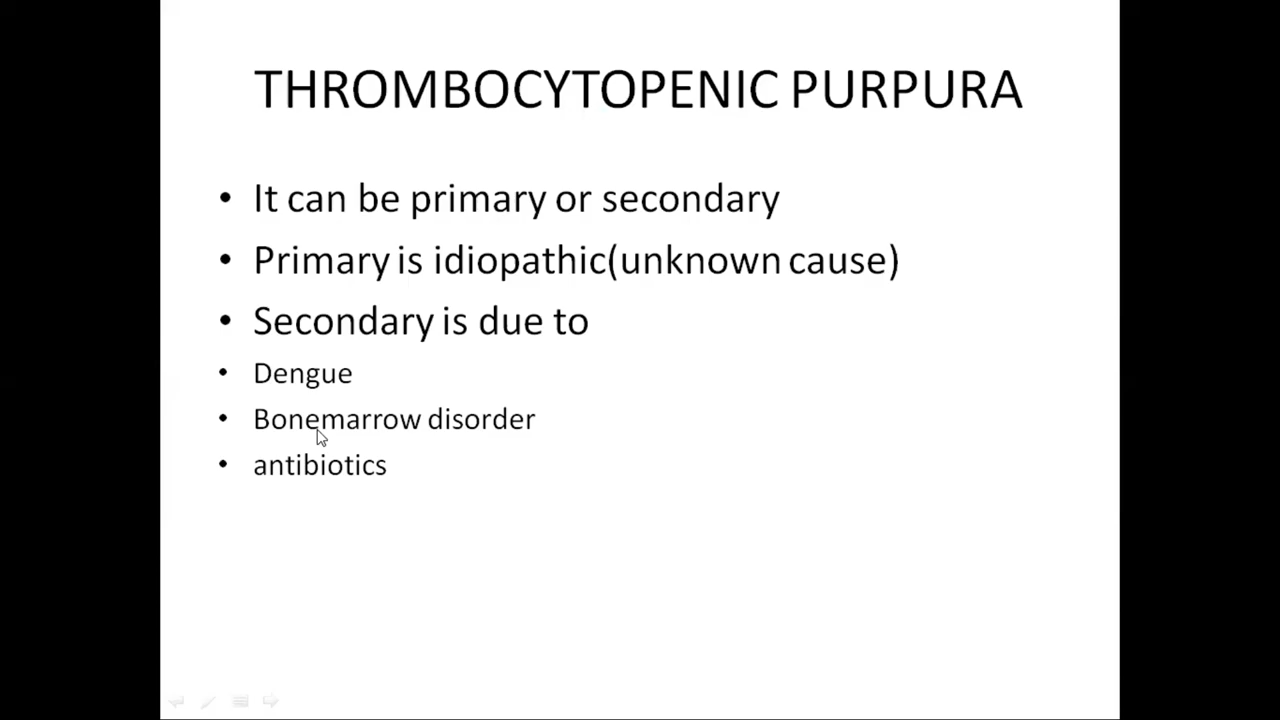 THROMBOCYTOPENIC PURPURA
• It can be primary or secondary
• Primary is idiopathic(unknown cause)
• Secondary is due to
• Dengue
• Bonemarrow disorder
• antibiotics